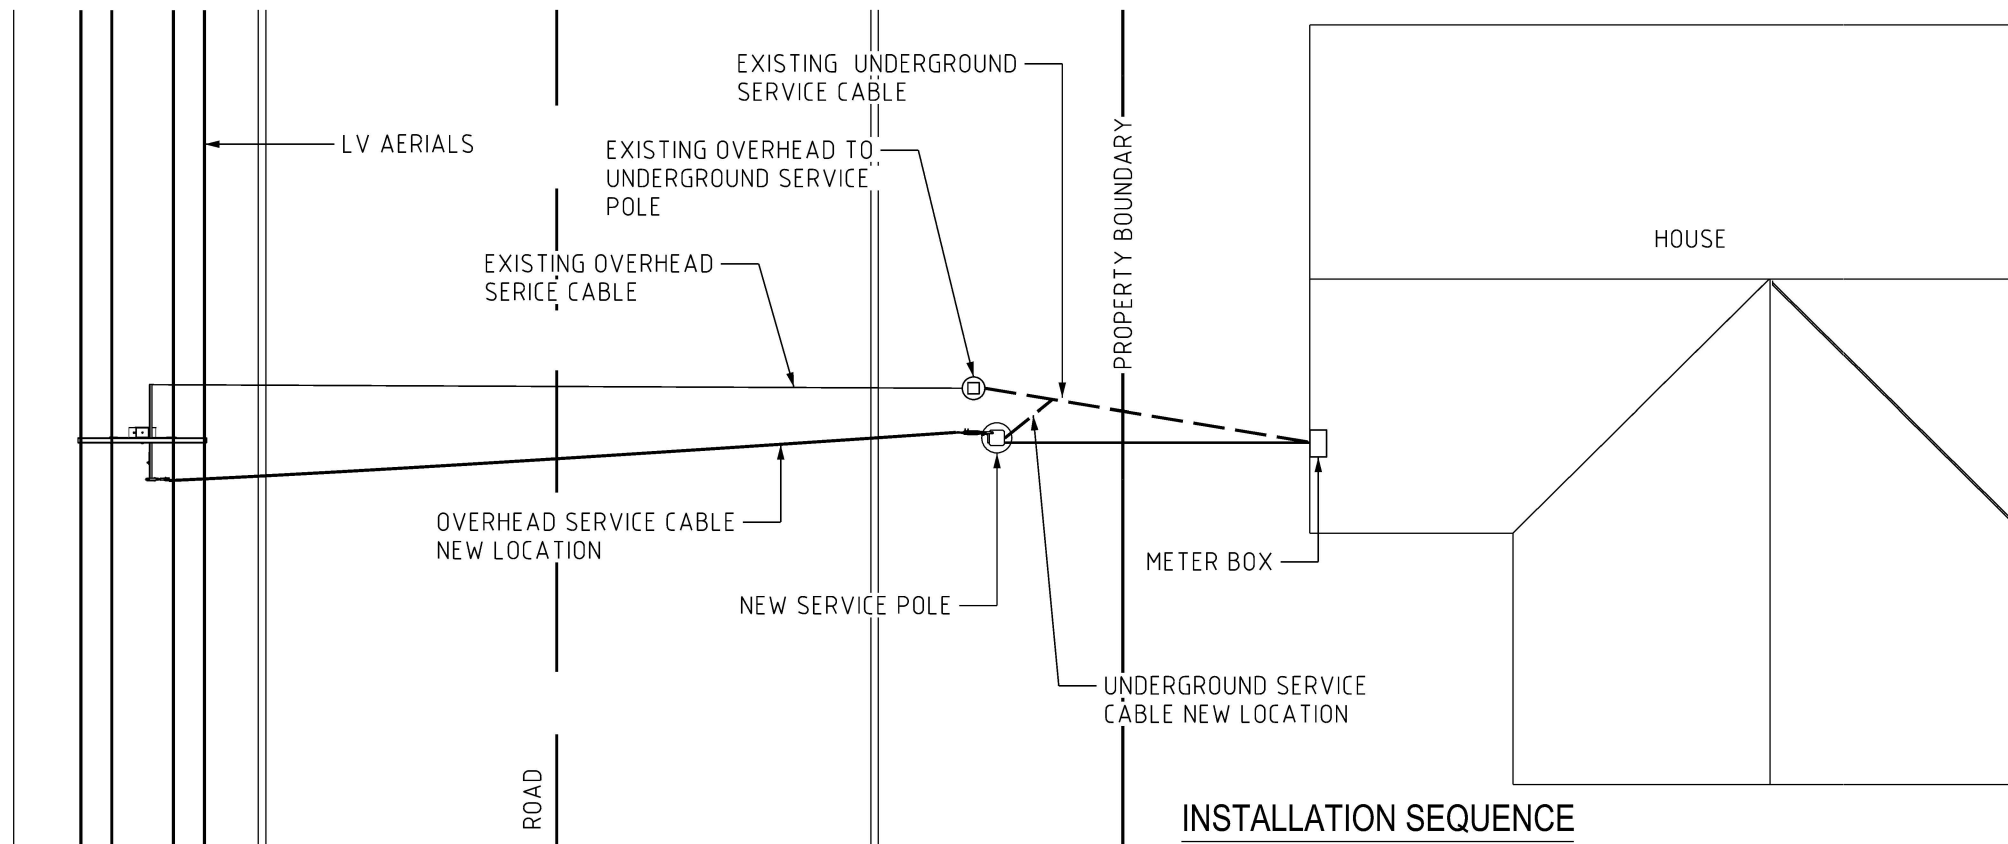 EXISTING UNDERGROUND
SERVICE CABLE
LV AERIALS
EXISTING OVERHEAD TO
UNDERGROUND SERVICE
POLE
PROPERTY BOUNDARY
HOUSE
EXISTING OVERHEAD
SERICE CABLE
OVERHEAD SERVICE CABLE
NEW LOCATION
METER BOX
NEW SERVICE POLE
UNDERGROUND SERVICE
CABLE NEW LOCATION
ROAD
INSTALLATION SEQUENCE